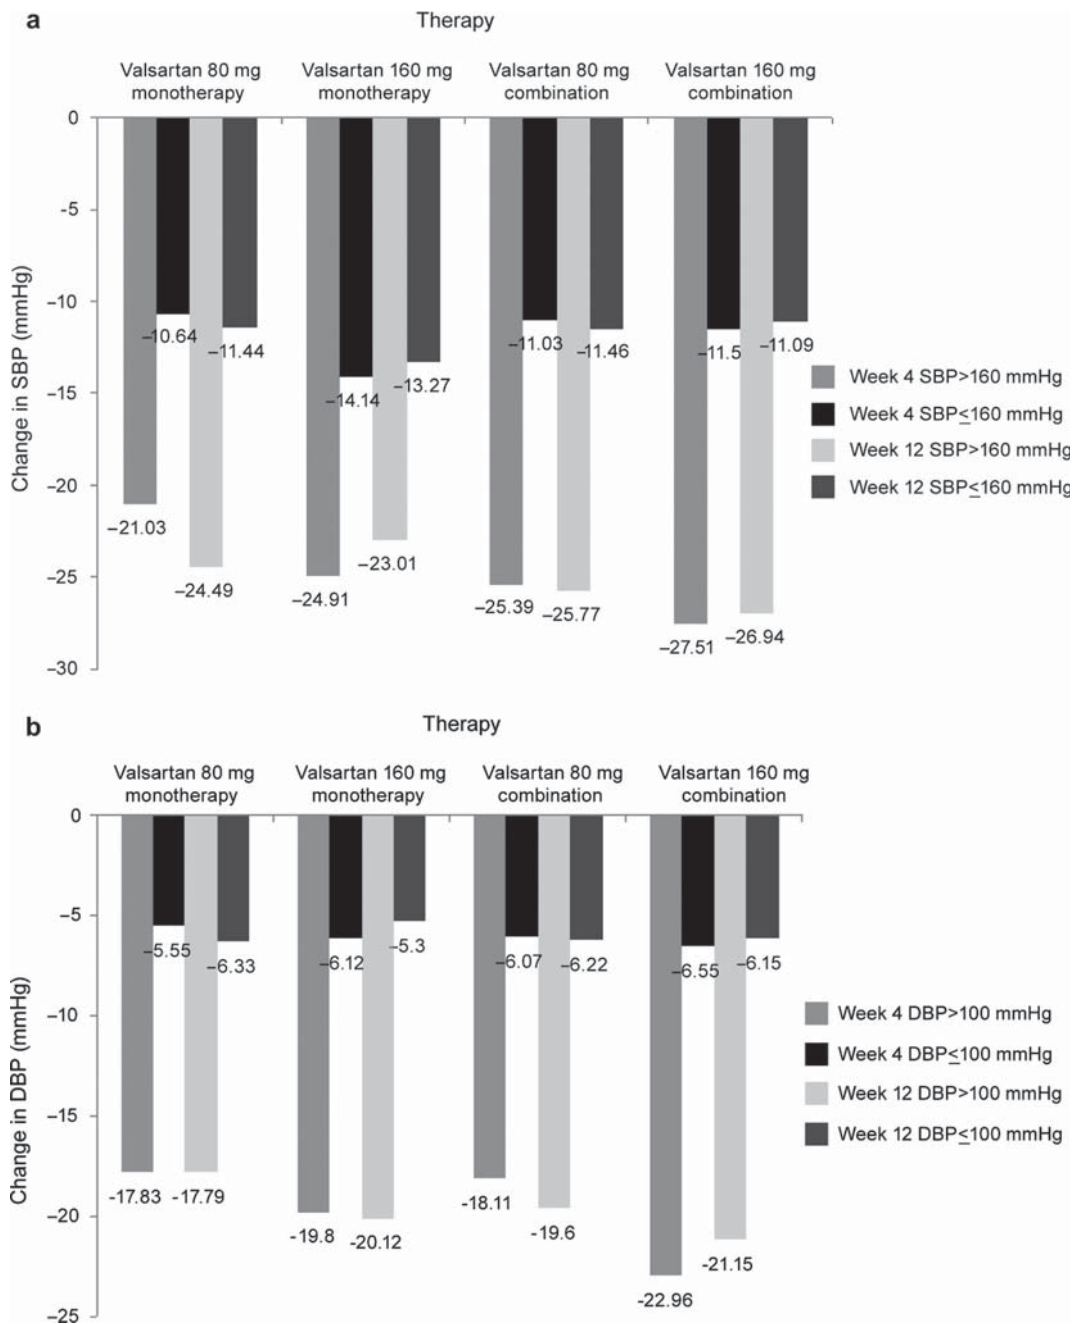 a
Therapy
Valsartan 80 mg monotherapy
Valsartan 160 mg monotherapy
Valsartan 80 mg combination
Valsartan 160 mg combination
Change in SBP (mmHg)
0
–5
–10
–15
–20
–25
–30
–21.03
–10.64
–24.49
–11.44
–24.91
–14.14
–23.01
–13.27
–25.39
–11.03
–25.77
–11.46
–27.51
–11.5
–26.94
–11.09
Week 4 SBP>160 mmHg
Week 4 SBP≤160 mmHg
Week 12 SBP>160 mmHg
Week 12 SBP≤160 mmHg
b
Therapy
Valsartan 80 mg monotherapy
Valsartan 160 mg monotherapy
Valsartan 80 mg combination
Valsartan 160 mg combination
Change in DBP (mmHg)
0
–5
–10
–15
–20
–25
-17.83
–5.55
-17.79
–6.33
-19.8
–6.12
-20.12
–5.3
-18.11
–6.07
-19.6
–6.22
-22.96
–6.55
-21.15
–6.15
Week 4 DBP>100 mmHg
Week 4 DBP≤100 mmHg
Week 12 DBP>100 mmHg
Week 12 DBP≤100 mmHg